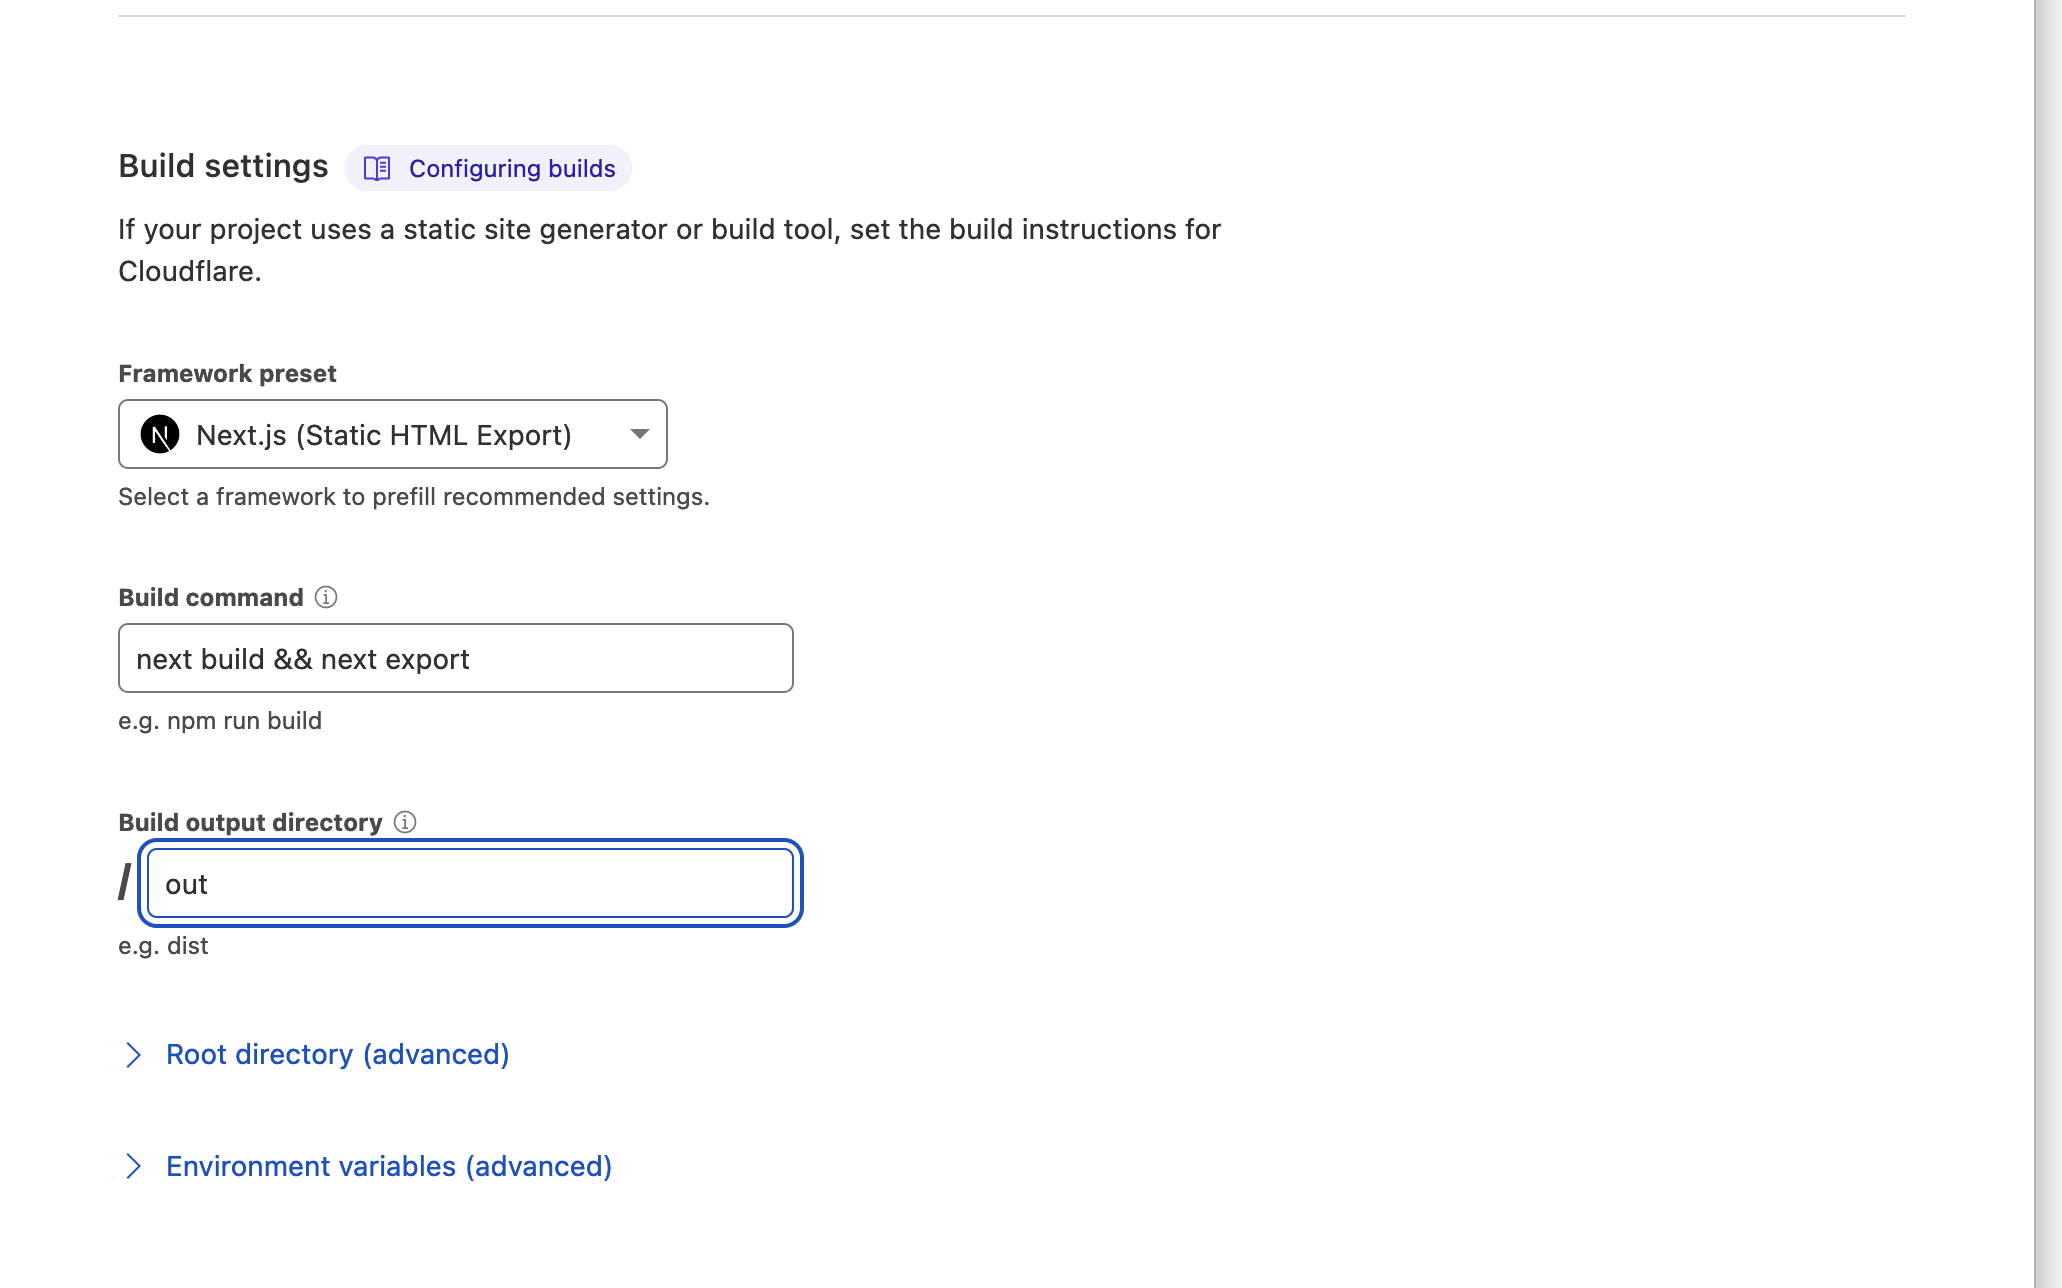 Build settings
Configuring builds
If your project uses a static site generator or build tool, set the build instructions for
Cloudflare.
Framework preset
N Next.js (Static HTML Export)
Select a framework to prefill recommended settings.
Build command
next build && next export
e.g. npm run build
Build output directory
/ out
e.g. dist
Root directory (advanced)
Environment variables (advanced)